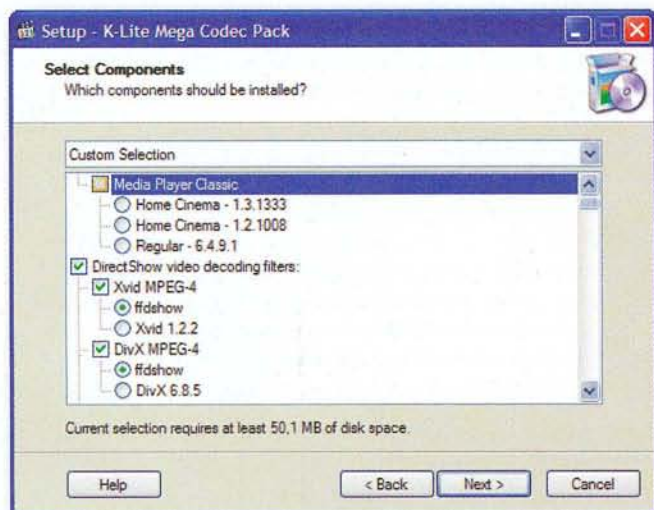 Setup - K-Lite Mega Codec Pack
Select Components
Which components should be installed?
Custom Selection
Media Player Classic
Home Cinema - 1.3.1333
Home Cinema - 1.2.1008
Regular - 6.4.9.1
DirectShow video decoding filters:
Xvid MPEG-4
ffdshow
Xvid 1.2.2
DivX MPEG-4
ffdshow
DivX 6.8.5
Current selection requires at least 50,1 MB of disk space.
Help
< Back
Next >
Cancel